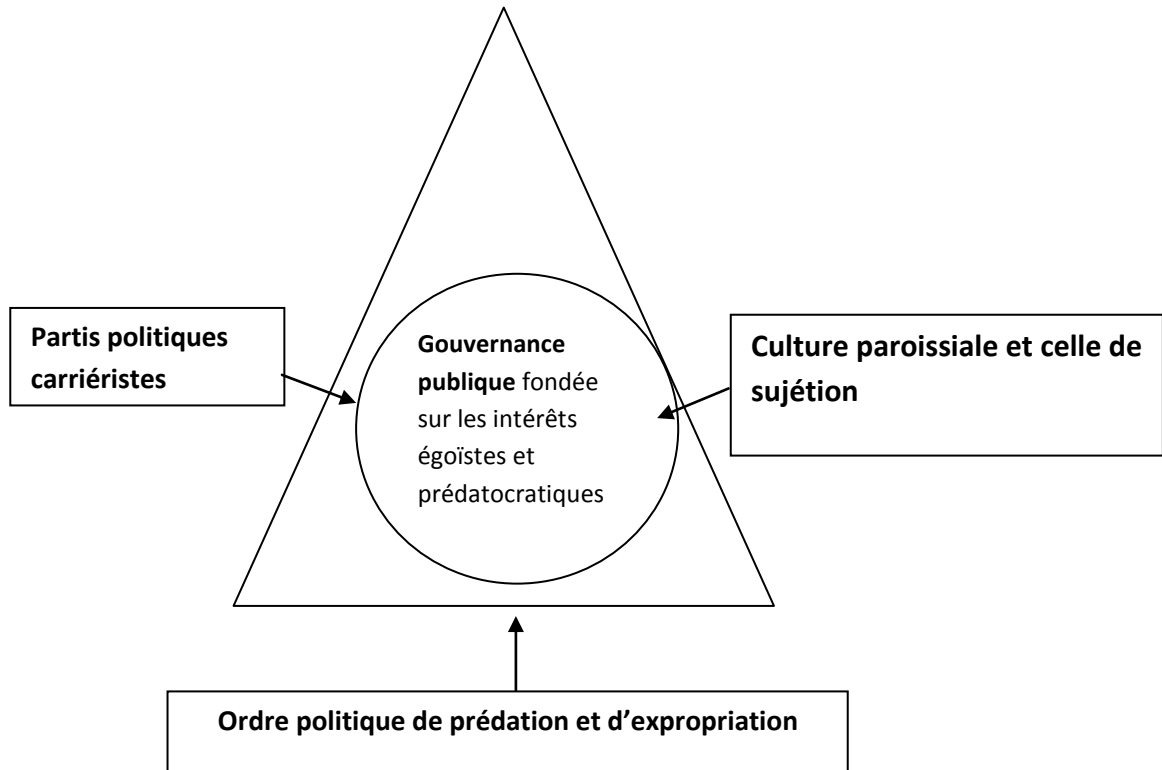 Partis politiques
carriéristes
Gouvernance
publique fondée
sur les intérêts
égoïstes et
prédatocratiques
Culture paroissiale et celle de
sujétion
Ordre politique de prédation et d’expropriation